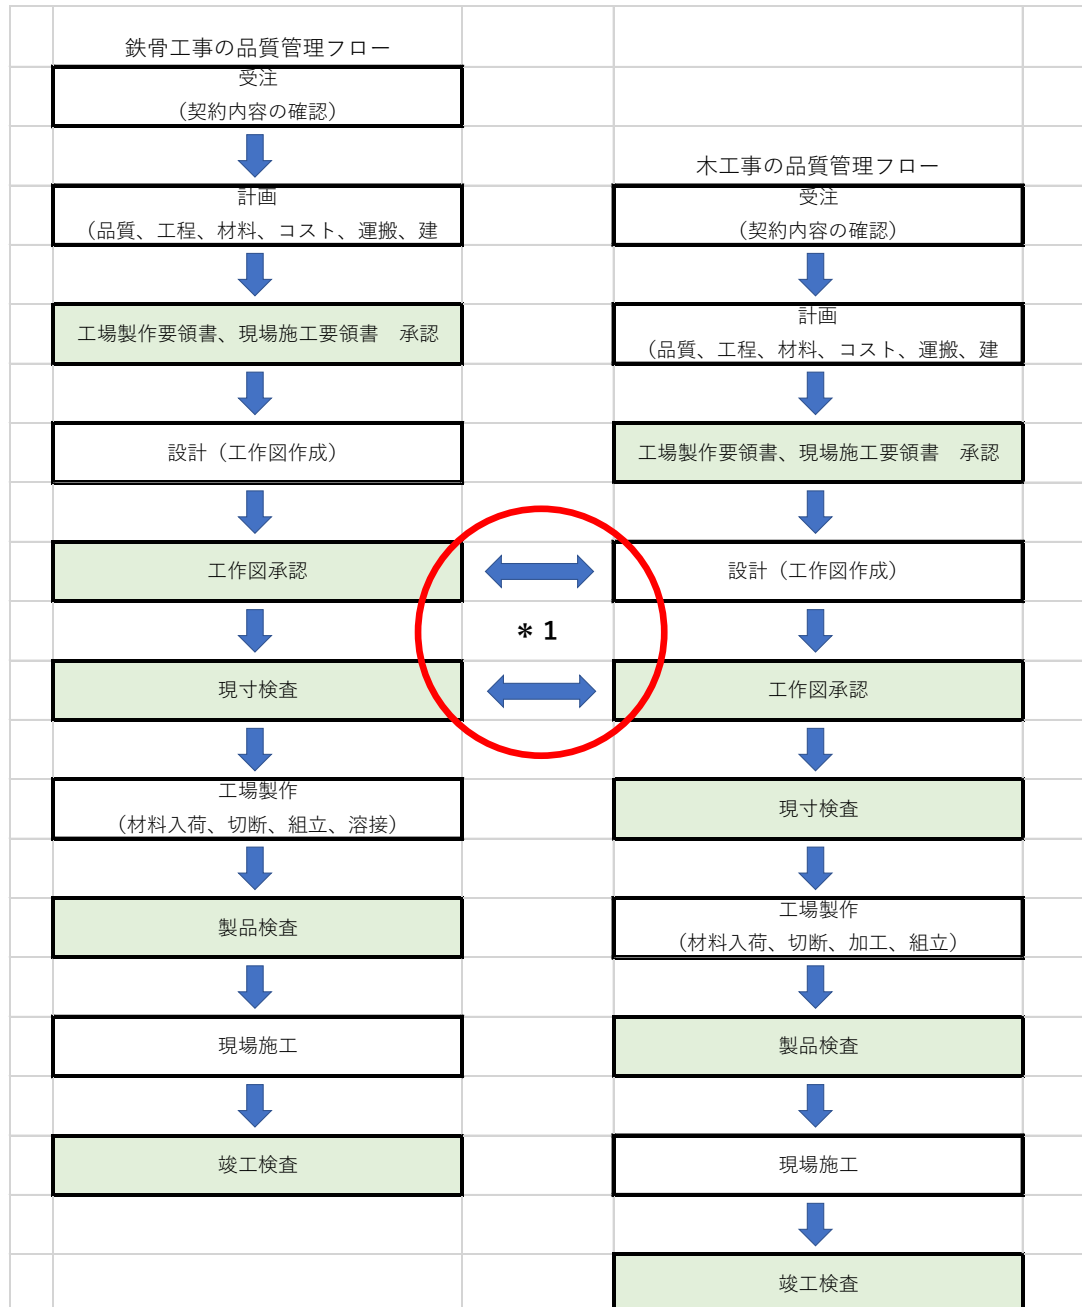 鉄骨工事の品質管理フロー
受注
（契約内容の確認）
計画
（品質、工程、材料、コスト、運搬、建
工場製作要領書、現場施工要領書　承認
設計（工作図作成）
工作図承認
現寸検査
工場製作
（材料入荷、切断、組立、溶接）
製品検査
現場施工
竣工検査
＊1
木工事の品質管理フロー
受注
（契約内容の確認）
計画
（品質、工程、材料、コスト、運搬、建
工場製作要領書、現場施工要領書　承認
設計（工作図作成）
工作図承認
現寸検査
工場製作
（材料入荷、切断、加工、組立）
製品検査
現場施工
竣工検査